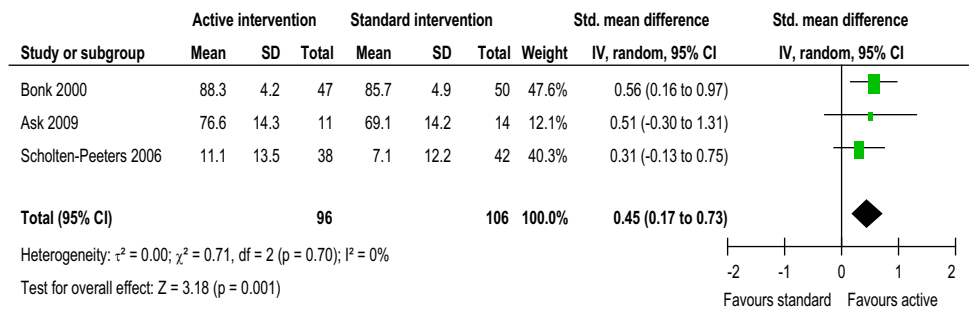 Active intervention Standard intervention Std. mean difference Std. mean difference
Study or subgroup Mean SD Total Mean SD Total Weight IV, random, 95% CI IV, random, 95% CI
Bonk 2000 88.3 4.2 47 85.7 4.9 50 47.6% 0.56 (0.16 to 0.97)
Ask 2009 76.6 14.3 11 69.1 14.2 14 12.1% 0.51 (-0.30 to 1.31)
Scholten-Peeters 2006 11.1 13.5 38 7.1 12.2 42 40.3% 0.31 (-0.13 to 0.75)
Total (95% CI) 96 106 100.0% 0.45 (0.17 to 0.73)
Heterogeneity: τ² = 0.00; χ² = 0.71, df = 2 (p = 0.70); I² = 0%
Test for overall effect: Z = 3.18 (p = 0.001)
-2 -1 0 1 2
Favours standard Favours active